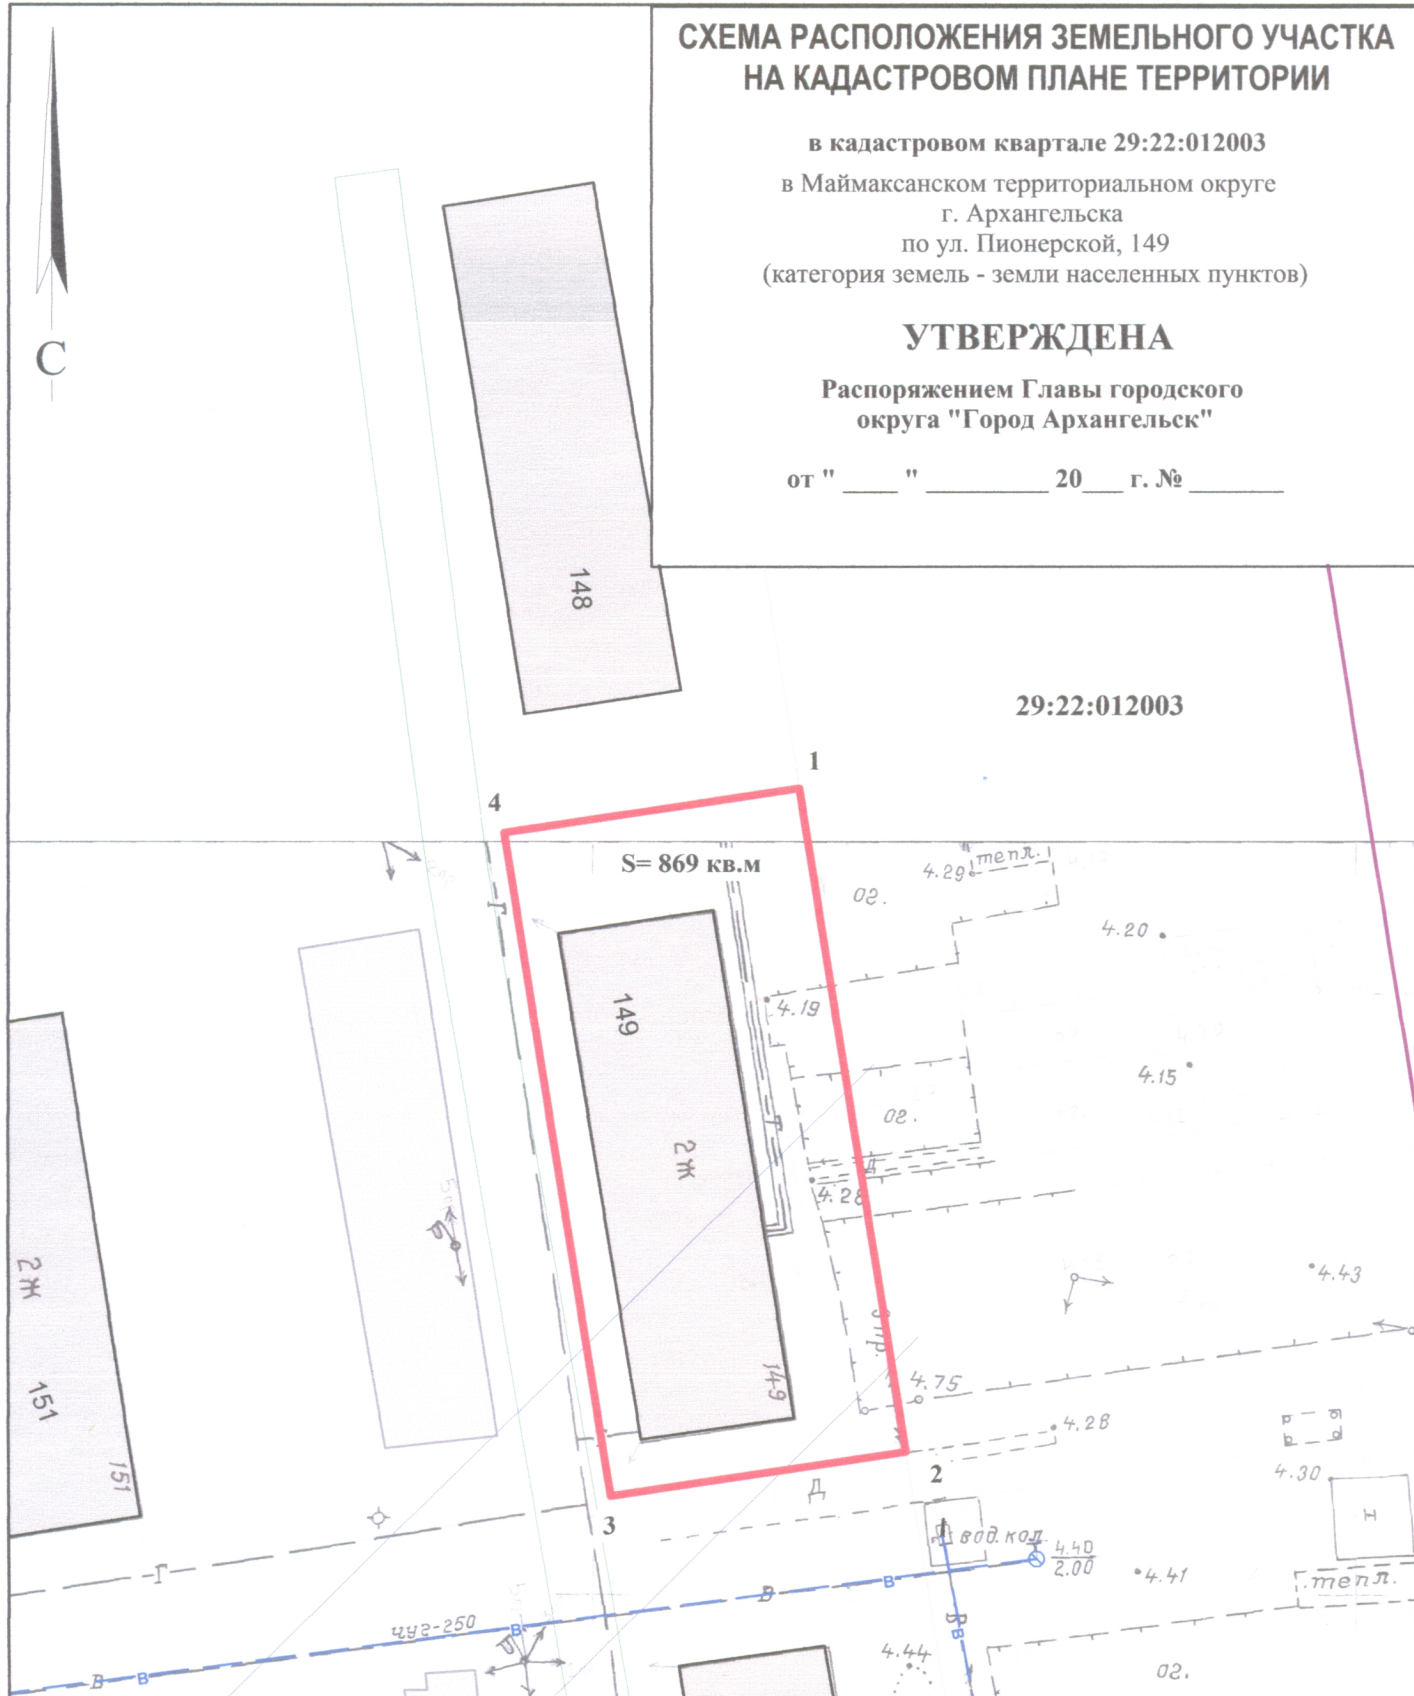 СХЕМА РАСПОЛОЖЕНИЯ ЗЕМЕЛЬНОГО УЧАСТКА
НА КАДАСТРОВОМ ПЛАНЕ ТЕРРИТОРИИ
в кадастровом квартале 29:22:012003
в Маймаксанском территориальном округе
г. Архангельска
по ул. Пионерской, 149
(категория земель - земли населенных пунктов)
УТВЕРЖДЕНА
Распоряжением Главы городского
округа "Город Архангельск"
от " ____ " _________ 20___ г. № _______
С
148
29:22:012003
1
4
S= 869 кв.м
тепл.
4.29
ог.
4.20
Г
149
4.19
4.15
ог.
Т
2Ж
Д
4.28
4.43
2Ж
151
149
4.75
4.28
151
2
4.30
Д
3
Н
вод. кол.
4.40
2.00
4.41
тепл.
Г
В
В
чуг-250
В
В
В
4.44
ог.
В
В